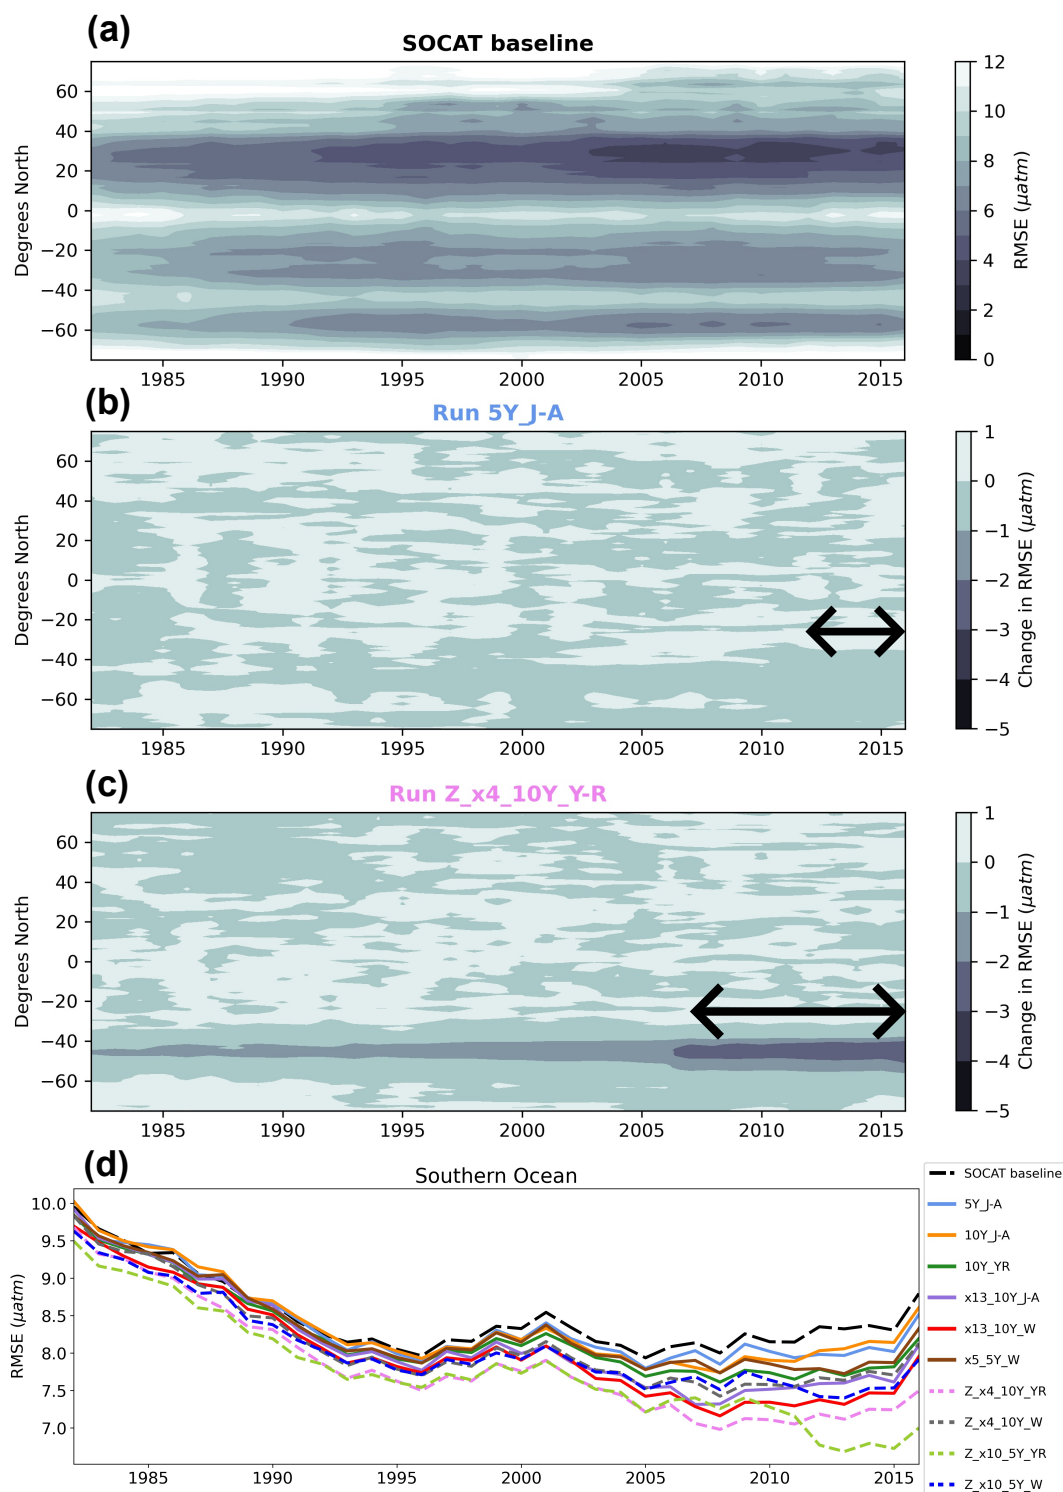 (a)
SOCAT baseline
60
40
20
0
−20
−40
−60
Degrees North
1985 1990 1995 2000 2005 2010 2015
12
10
8
6
4
2
0
RMSE (μatm)
(b)
Run 5Y_J-A
60
40
20
0
−20
−40
−60
Degrees North
1985 1990 1995 2000 2005 2010 2015
1
0
−1
−2
−3
−4
−5
Change in RMSE (μatm)
(c)
Run Z_x4_10Y_Y-R
60
40
20
0
−20
−40
−60
Degrees North
1985 1990 1995 2000 2005 2010 2015
1
0
−1
−2
−3
−4
−5
Change in RMSE (μatm)
(d)
Southern Ocean
10.0
9.5
9.0
8.5
8.0
7.5
7.0
RMSE (μatm)
1985 1990 1995 2000 2005 2010 2015
SOCAT baseline
5Y_J-A
10Y_J-A
10Y_YR
x13_10Y_J-A
x13_10Y_W
x5_5Y_W
Z_x4_10Y_YR
Z_x4_10Y_W
Z_x10_5Y_YR
Z_x10_5Y_W